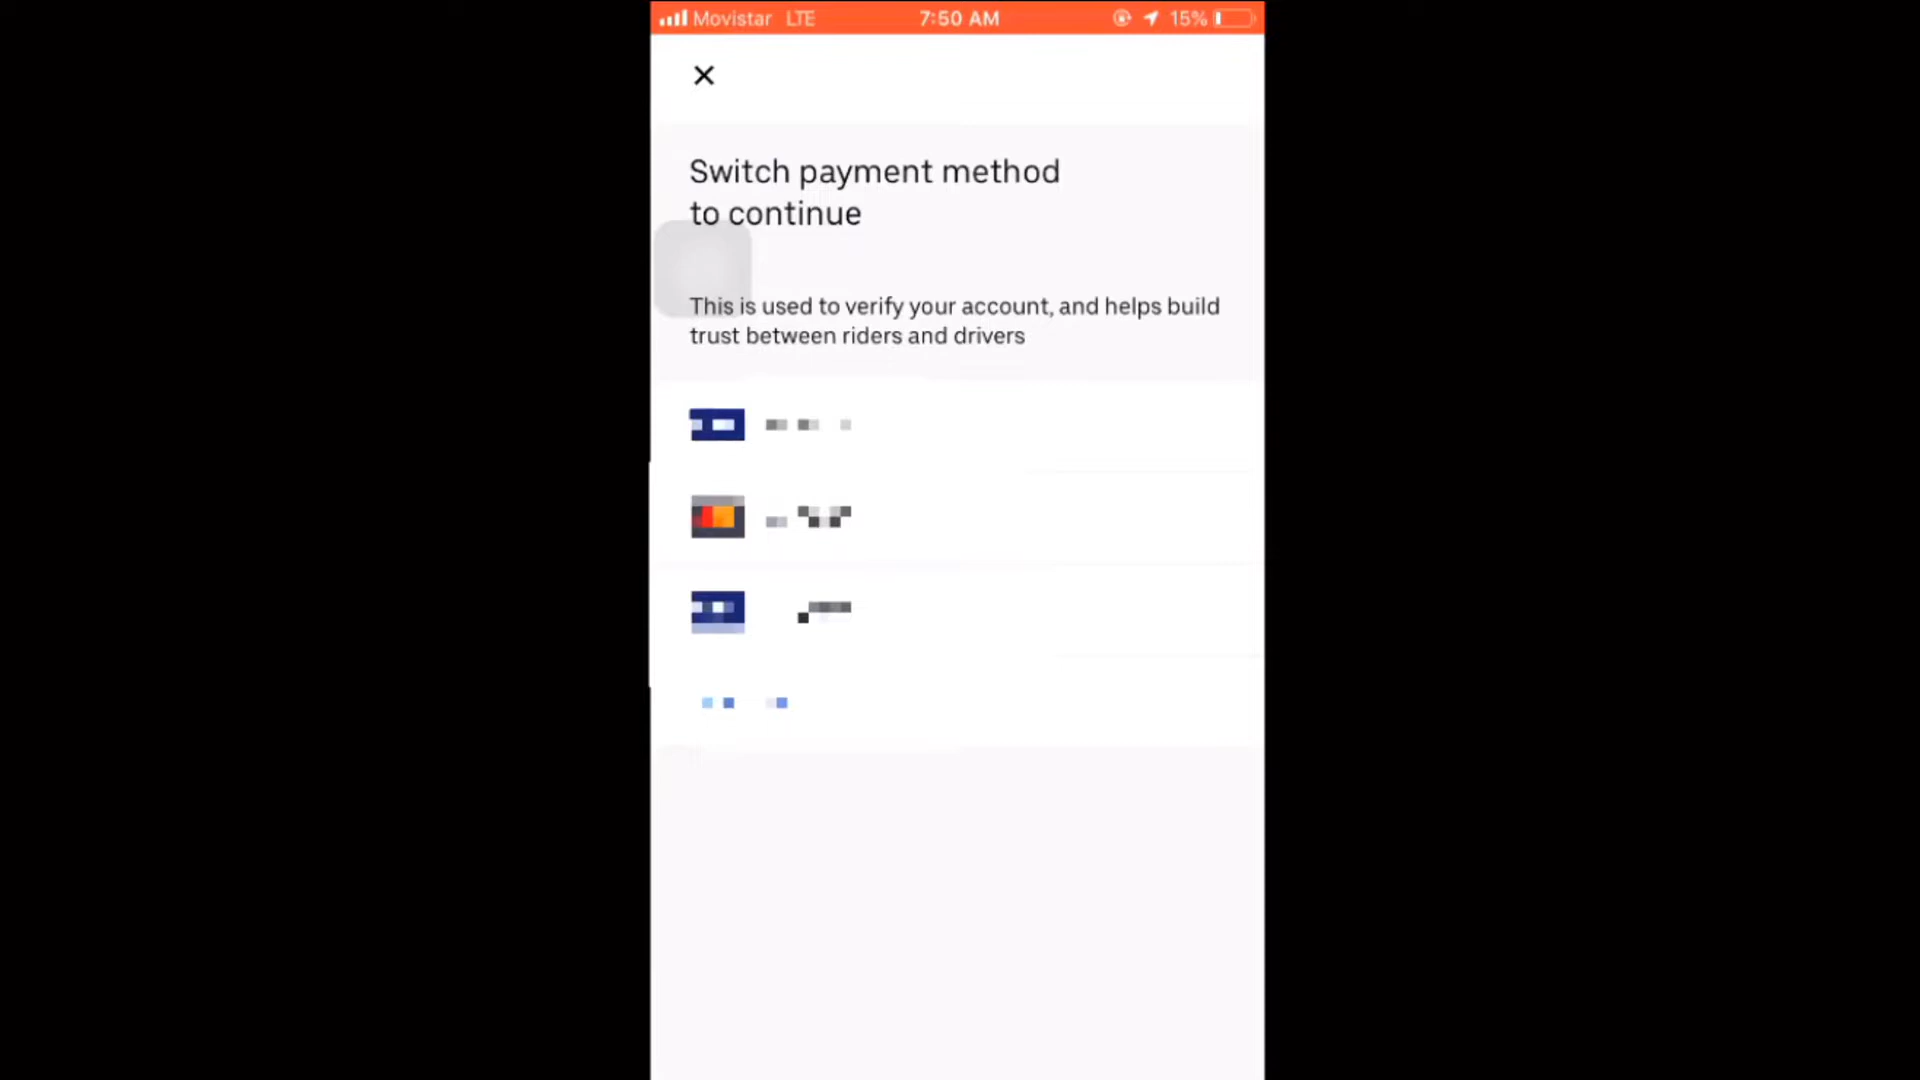 Movistar LTE 7:50 AM 15%
Switch payment method
to continue
This is used to verify your account, and helps build
trust between riders and drivers